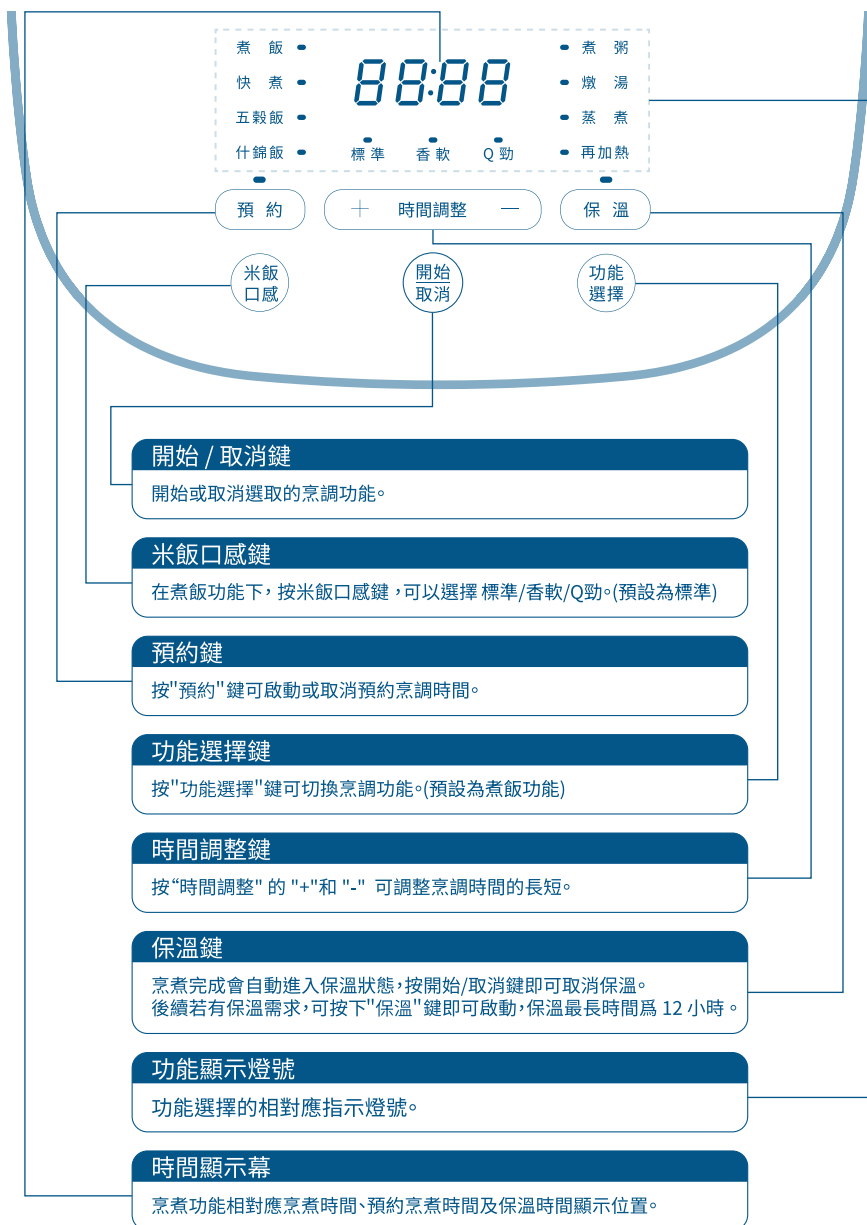 煮 飯
煮 粥
88:88
快 煮
燉 湯
五穀飯
蒸 煮
什錦飯
標準 香軟 Q勁
再加熱
預 約
+ 時間調整 -
保 溫
米飯
口感
開始
取消
功能
選擇
開始 / 取消鍵
開始或取消選取的烹調功能。
米飯口感鍵
在煮飯功能下，按米飯口感鍵，可以選擇 標準/香軟/Q勁。(預設為標準)
預約鍵
按"預約"鍵可啟動或取消預約烹調時間。
功能選擇鍵
按"功能選擇"鍵可切換烹調功能。(預設為煮飯功能)
時間調整鍵
按“時間調整" 的 "+"和 "-" 可調整烹調時間的長短。
保溫鍵
烹煮完成會自動進入保溫狀態，按開始/取消鍵即可取消保溫。
後續若有保溫需求，可按下"保溫"鍵即可啟動，保溫最長時間爲 12 小時。
功能顯示燈號
功能選擇的相對應指示燈號。
時間顯示幕
烹煮功能相對應烹煮時間、預約烹煮時間及保溫時間顯示位置。